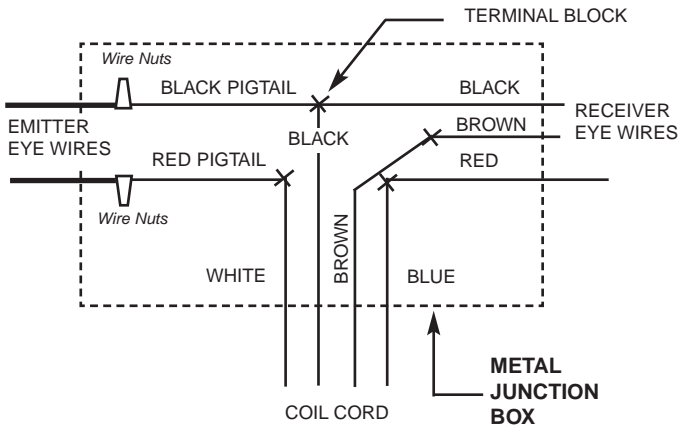 TERMINAL BLOCK
Wire Nuts
BLACK PIGTAIL
BLACK
EMITTER
EYE WIRES
BLACK
BROWN
RECEIVER
EYE WIRES
RED PIGTAIL
RED
Wire Nuts
WHITE
BROWN
BLUE
METAL
JUNCTION
BOX
COIL CORD